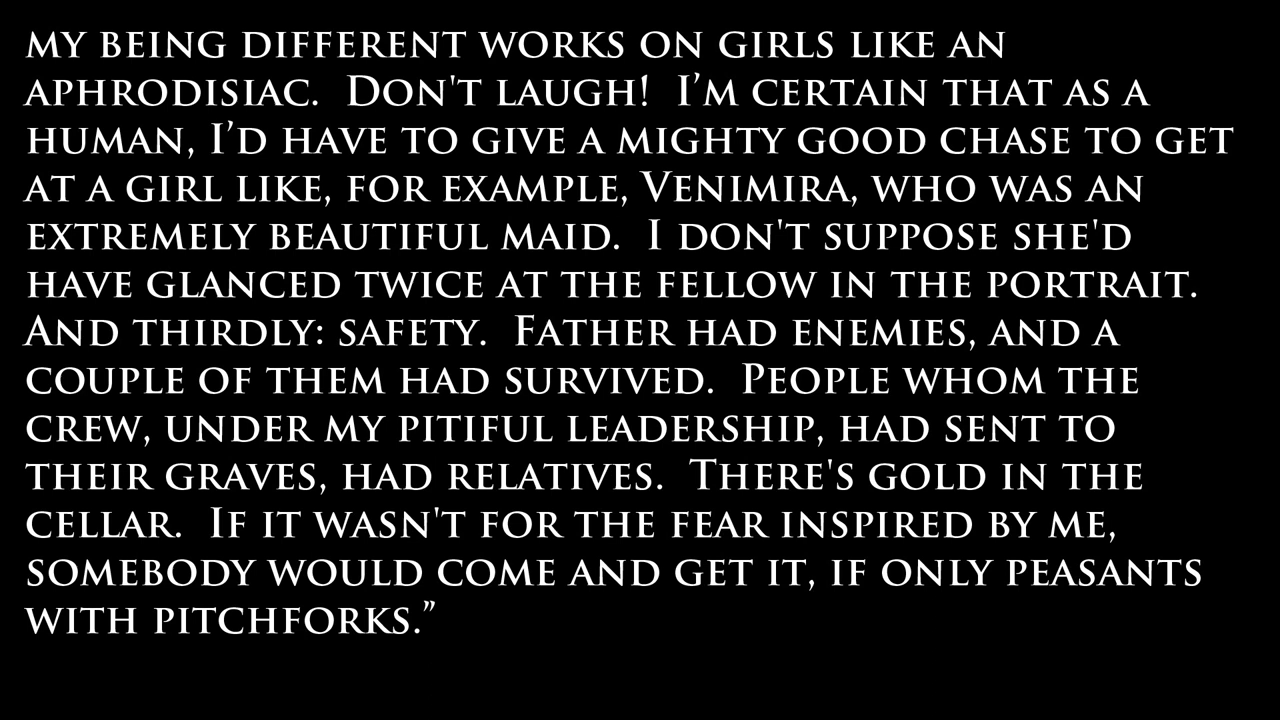 my being different works on girls like an
aphrodisiac.  Don't laugh!  I’m certain that as a
human, I’d have to give a mighty good chase to get
at a girl like, for example, Venimira, who was an
extremely beautiful maid.  I don't suppose she'd
have glanced twice at the fellow in the portrait.
And thirdly: safety.  Father had enemies, and a
couple of them had survived.  People whom the
crew, under my pitiful leadership, had sent to
their graves, had relatives.  There's gold in the
cellar.  If it wasn't for the fear inspired by me,
somebody would come and get it, if only peasants
with pitchforks.”